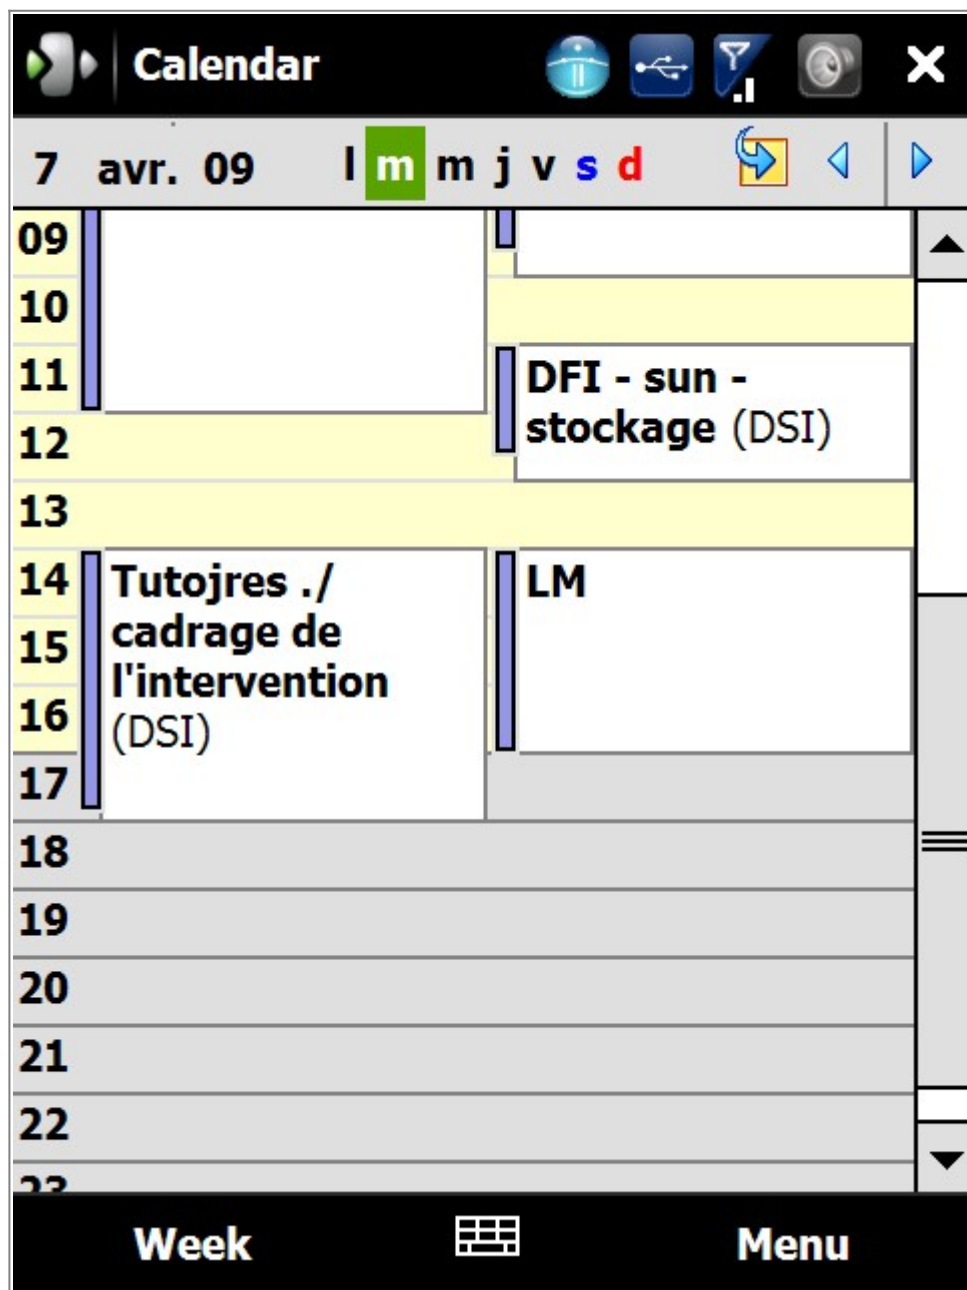 Calendar
7 avr. 09 l m m j v s d
09
10
11
DFI - sun -
stockage (DSI)
12
13
14
Tutojres ./
cadrage de
l'intervention
(DSI)
LM
15
16
17
18
19
20
21
22
23
Week
Menu